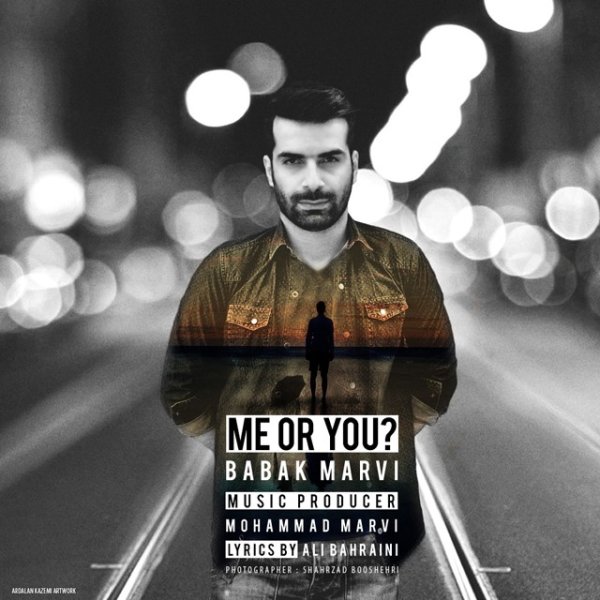 ME OR YOU?
BABAK MARVI
MUSIC PRODUCER
MOHAMMAD MARVI
LYRICS BY ALI BAHRAINI
PHOTOGRAPHER : SHAHRZAD BOOSHEHRI
ARDALAN KAZEMI ARTWORK